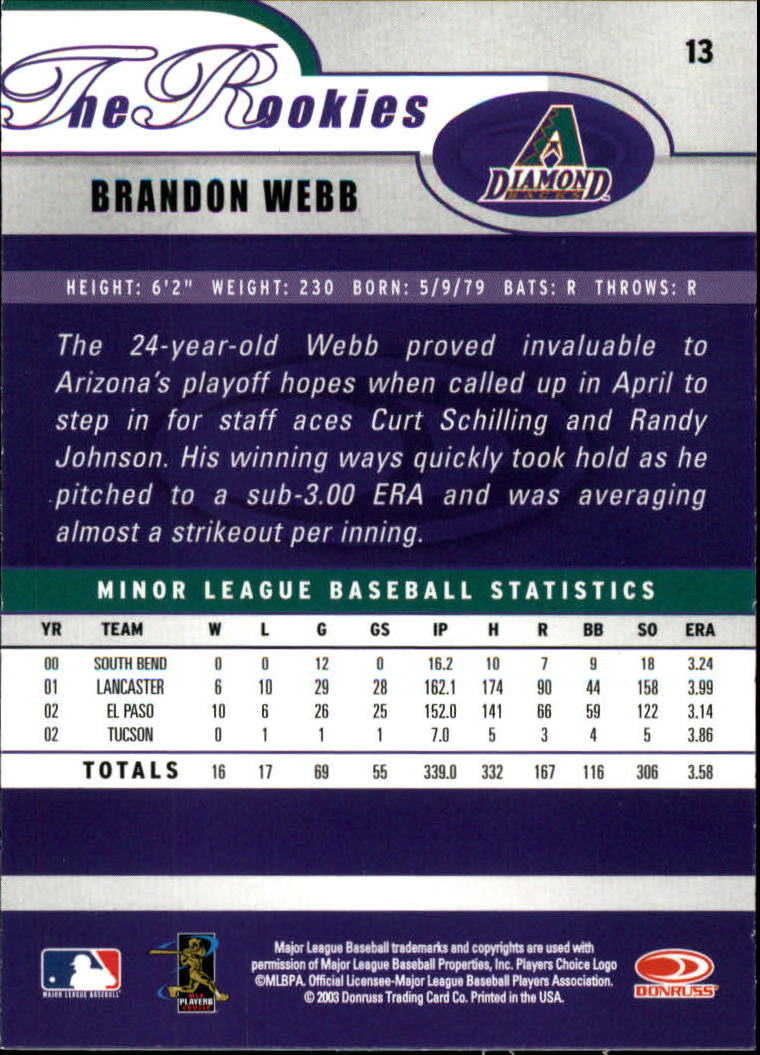 13
The Rookies
DIAMOND
BACKS
BRANDON WEBB
HEIGHT: 6'2" WEIGHT: 230 BORN: 5/9/79 BATS: R THROWS: R
The 24-year-old Webb proved invaluable to
Arizona's playoff hopes when called up in April to
step in for staff aces Curt Schilling and Randy
Johnson. His winning ways quickly took hold as he
pitched to a sub-3.00 ERA and was averaging
almost a strikeout per inning.
MINOR LEAGUE BASEBALL STATISTICS
YR TEAM W L G GS IP H R BB SO ERA
00 SOUTH BEND 0 0 12 0 16.2 10 7 9 18 3.24
01 LANCASTER 6 10 29 28 162.1 174 90 44 158 3.99
02 EL PASO 10 6 26 25 152.0 141 66 59 122 3.14
02 TUCSON 0 1 1 1 7.0 5 3 4 5 3.86
TOTALS 16 17 69 55 339.0 332 167 116 306 3.58
Major League Baseball trademarks and copyrights are used with
permission of Major League Baseball Properties, Inc. Players Choice Logo
©MLBPA. Official Licensee-Major League Baseball Players Association.
© 2003 Donruss Trading Card Co. Printed in the USA.
MAJOR LEAGUE BASEBALL
MLB
PLAYERS
CHOICE
DONRUSS